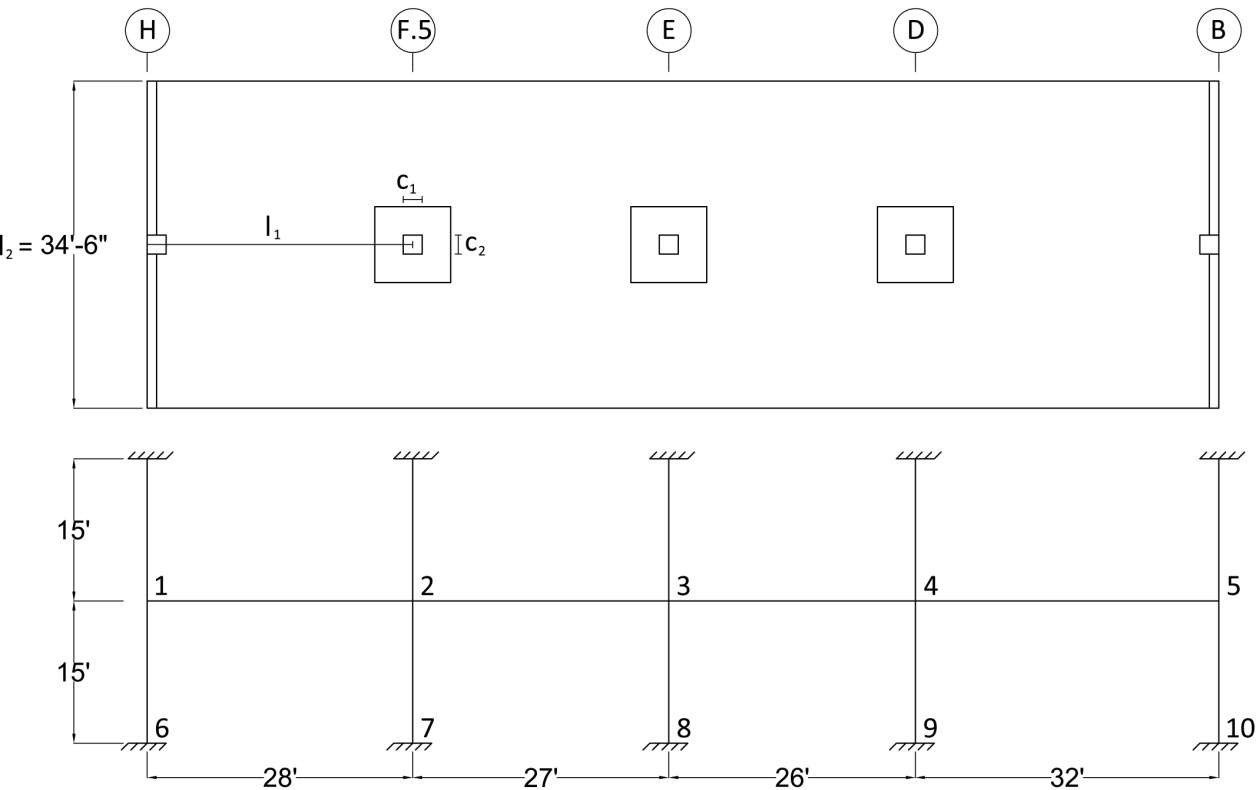 H F.5 E D B
c₁
l₁
l₂ = 34'-6"
c₂
15'
1 2 3 4 5
15'
6 7 8 9 10
28' 27' 26' 32'